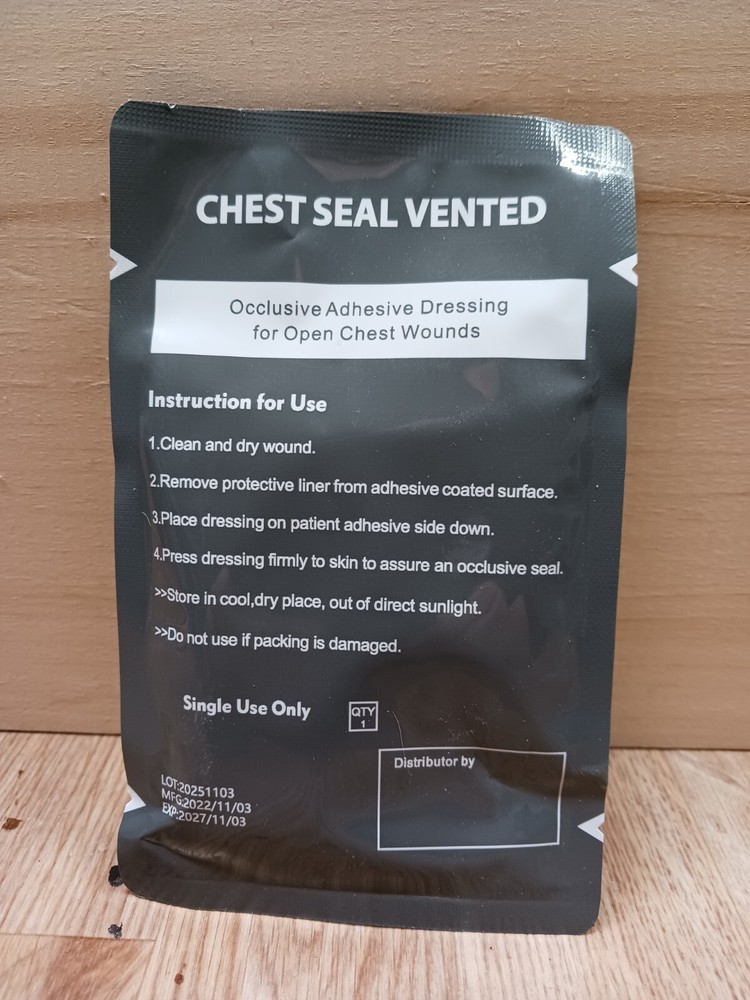 CHEST SEAL VENTED
Occlusive Adhesive Dressing
for Open Chest Wounds
Instruction for Use
1.Clean and dry wound.
2.Remove protective liner from adhesive coated surface.
3.Place dressing on patient adhesive side down.
4.Press dressing firmly to skin to assure an occlusive seal.
>>Store in cool,dry place, out of direct sunlight.
>>Do not use if packing is damaged.
Single Use Only
QTY
1
Distributor by
LOT:20251103
MFG:2022/11/03
EXP:2027/11/03